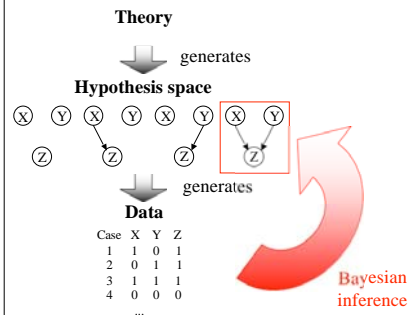 Theory
generates
Hypothesis space
X Y X Y X Y X Y
Z Z Z Z
generates
Data
Case X Y Z
1 1 0 1
2 0 1 1
3 1 1 1
4 0 0 0
...
Bayesian
inference